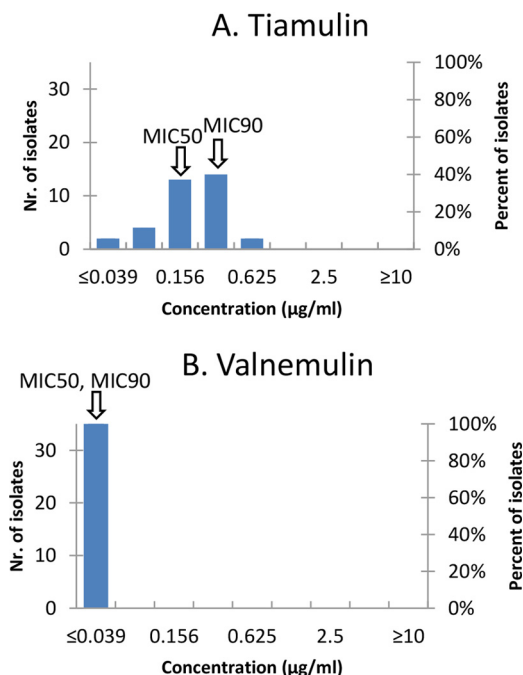 A. Tiamulin
MIC50 MIC90
30
20
10
0
Nr. of isolates
100%
80%
60%
40%
20%
0%
Percent of isolates
≤0.039 0.156 0.625 2.5 ≥10
Concentration (µg/ml)
B. Valnemulin
MIC50, MIC90
30
20
10
0
Nr. of isolates
100%
80%
60%
40%
20%
0%
Percent of isolates
≤0.039 0.156 0.625 2.5 ≥10
Concentration (µg/ml)